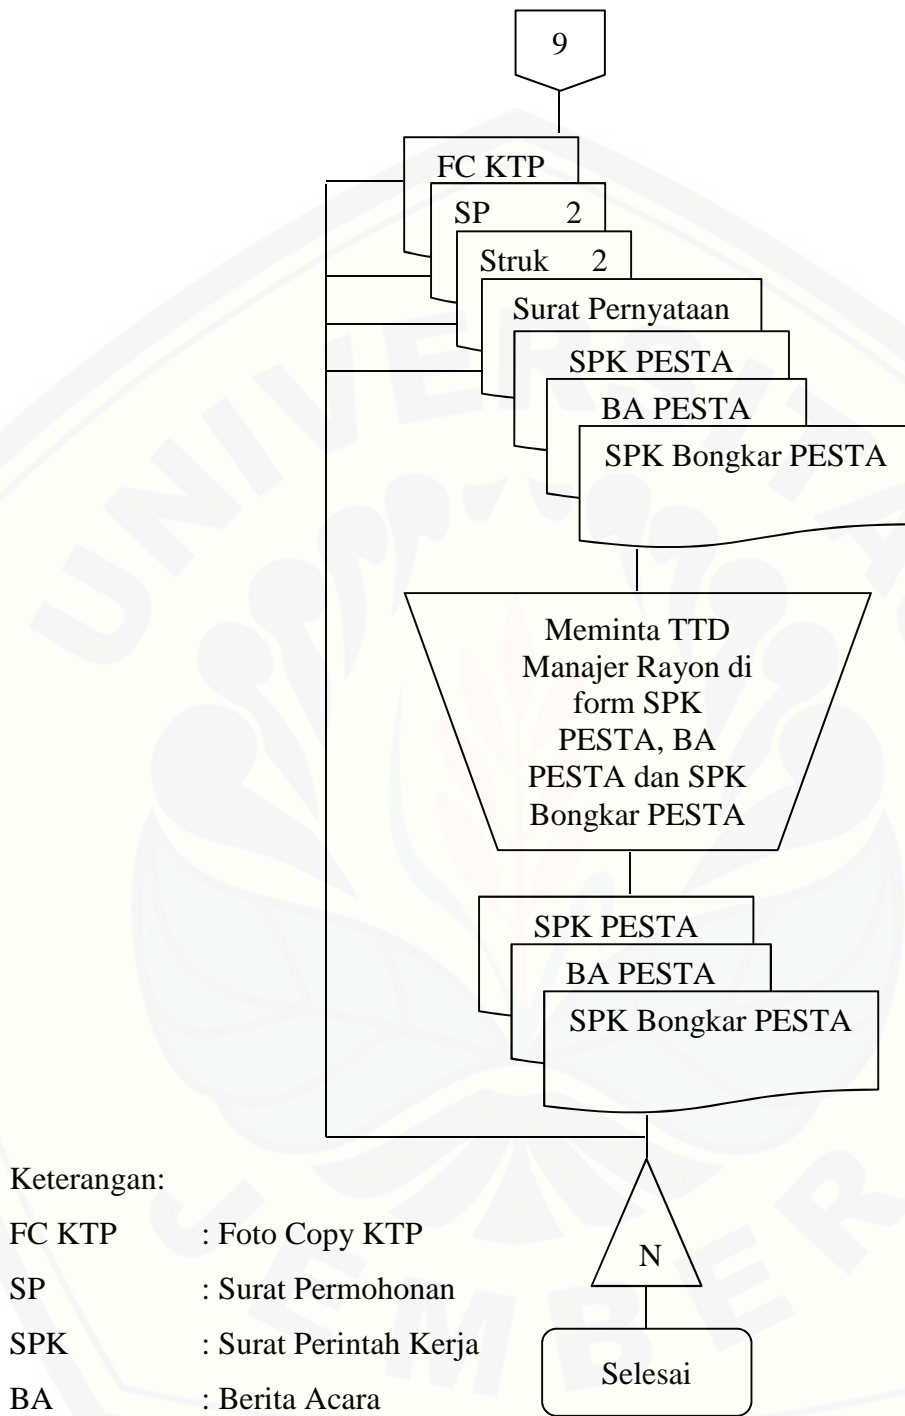 9
FC KTP
SP 2
Struk 2
Surat Pernyataan
SPK PESTA
BA PESTA
SPK Bongkar PESTA
Meminta TTD
Manajer Rayon di
form SPK
PESTA, BA
PESTA dan SPK
Bongkar PESTA
SPK PESTA
BA PESTA
SPK Bongkar PESTA
N
Selesai
Keterangan:
FC KTP : Foto Copy KTP
SP : Surat Permohonan
SPK : Surat Perintah Kerja
BA : Berita Acara
UNIVERSITA
JEMBER